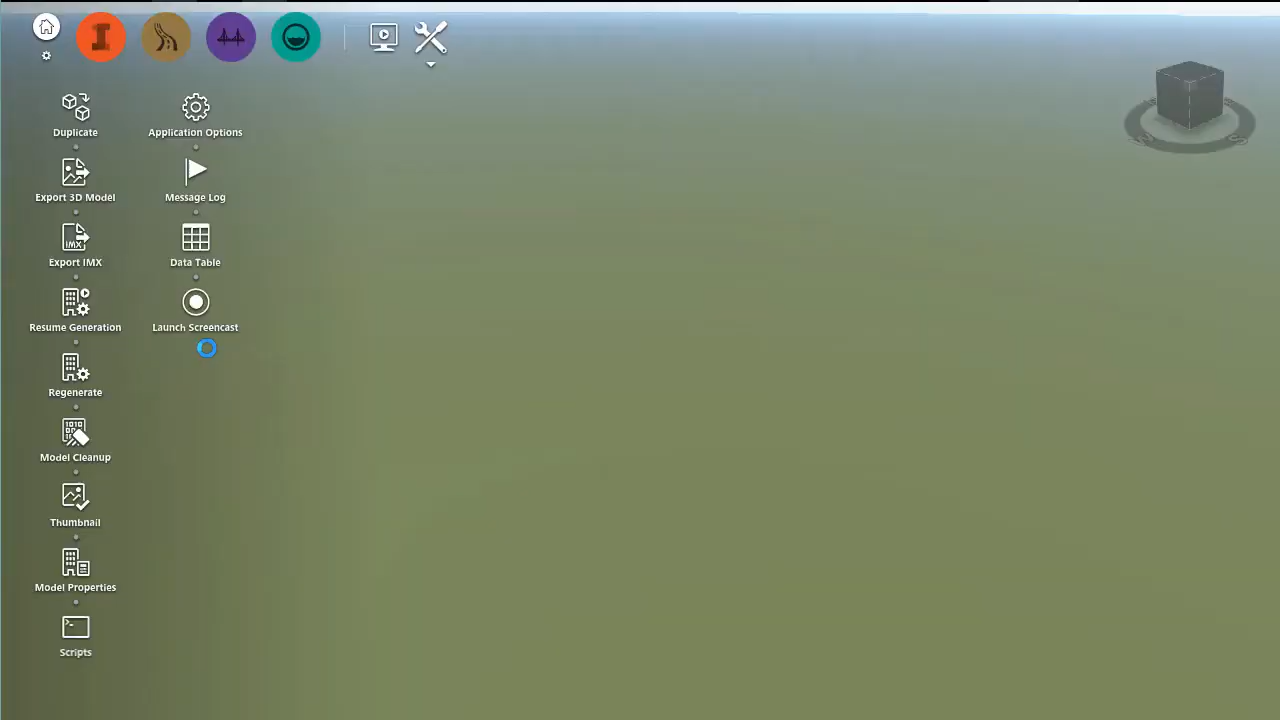 I
Duplicate
Application Options
Export 3D Model
Message Log
IMX
Export IMX
Data Table
Resume Generation
Launch Screencast
Regenerate
Model Cleanup
Thumbnail
Model Properties
Scripts
W
S